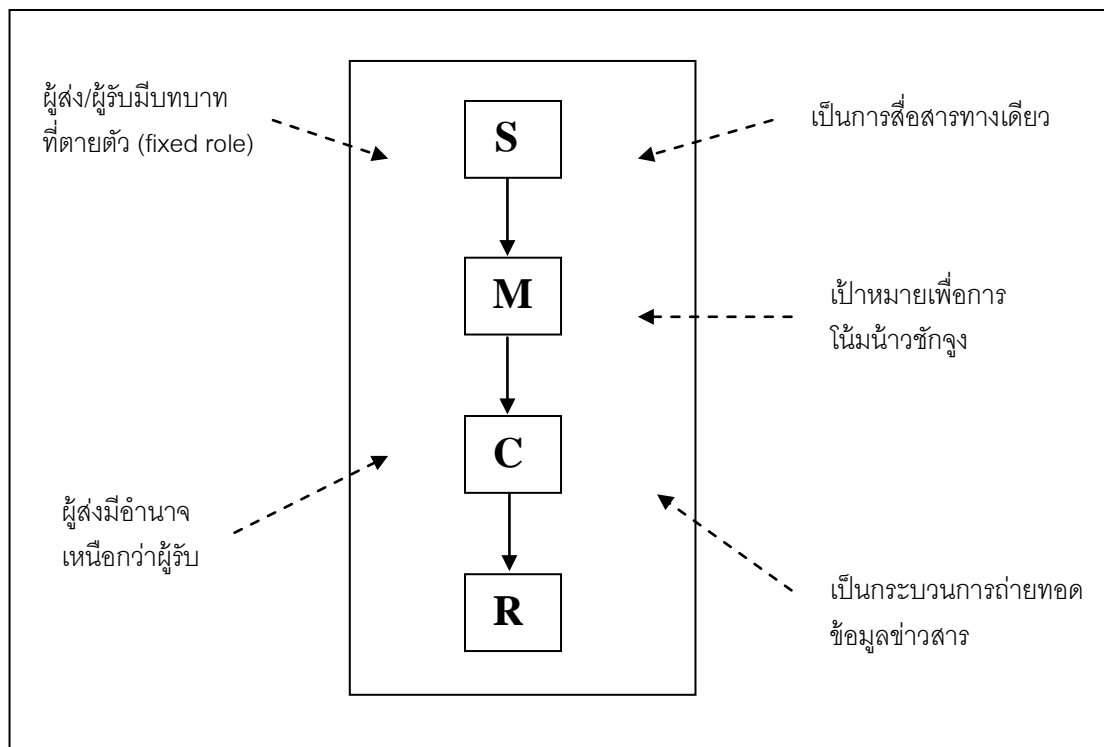 ผู้ส่ง/ผู้รับมีบทบาท
ที่ตายตัว (fixed role)
S
เป็นการสื่อสารทางเดียว
M
เป้าหมายเพื่อการ
โน้มน้าวชักจูง
C
ผู้ส่งมีอำนาจ
เหนือกว่าผู้รับ
R
เป็นกระบวนการถ่ายทอด
ข้อมูลข่าวสาร